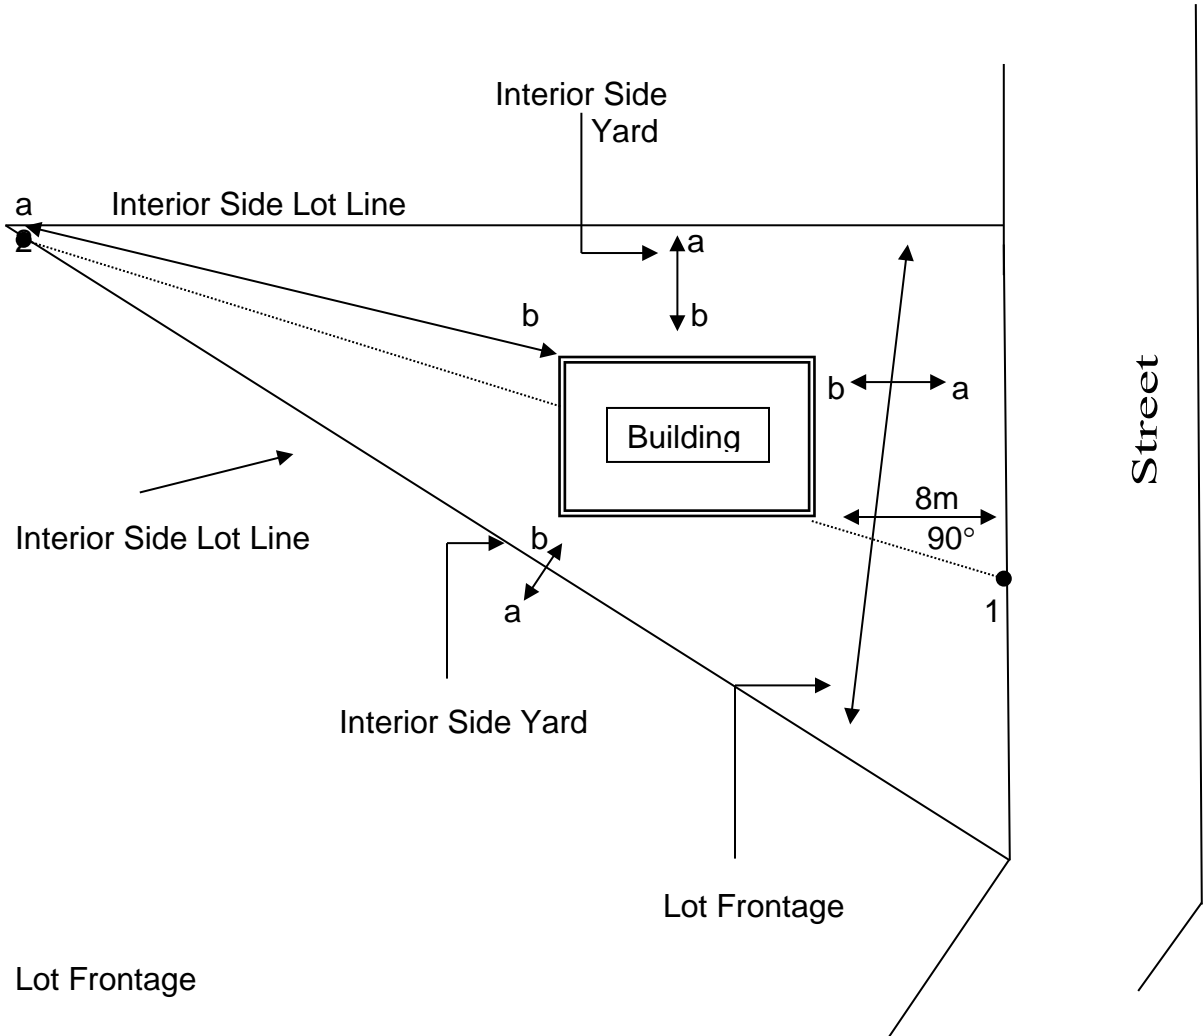 Interior Side
Yard
a
Interior Side Lot Line
2
a
b
b
b
a
Building
Street
8m
90°
Interior Side Lot Line
b
a
1
Interior Side Yard
Lot Frontage
Lot Frontage